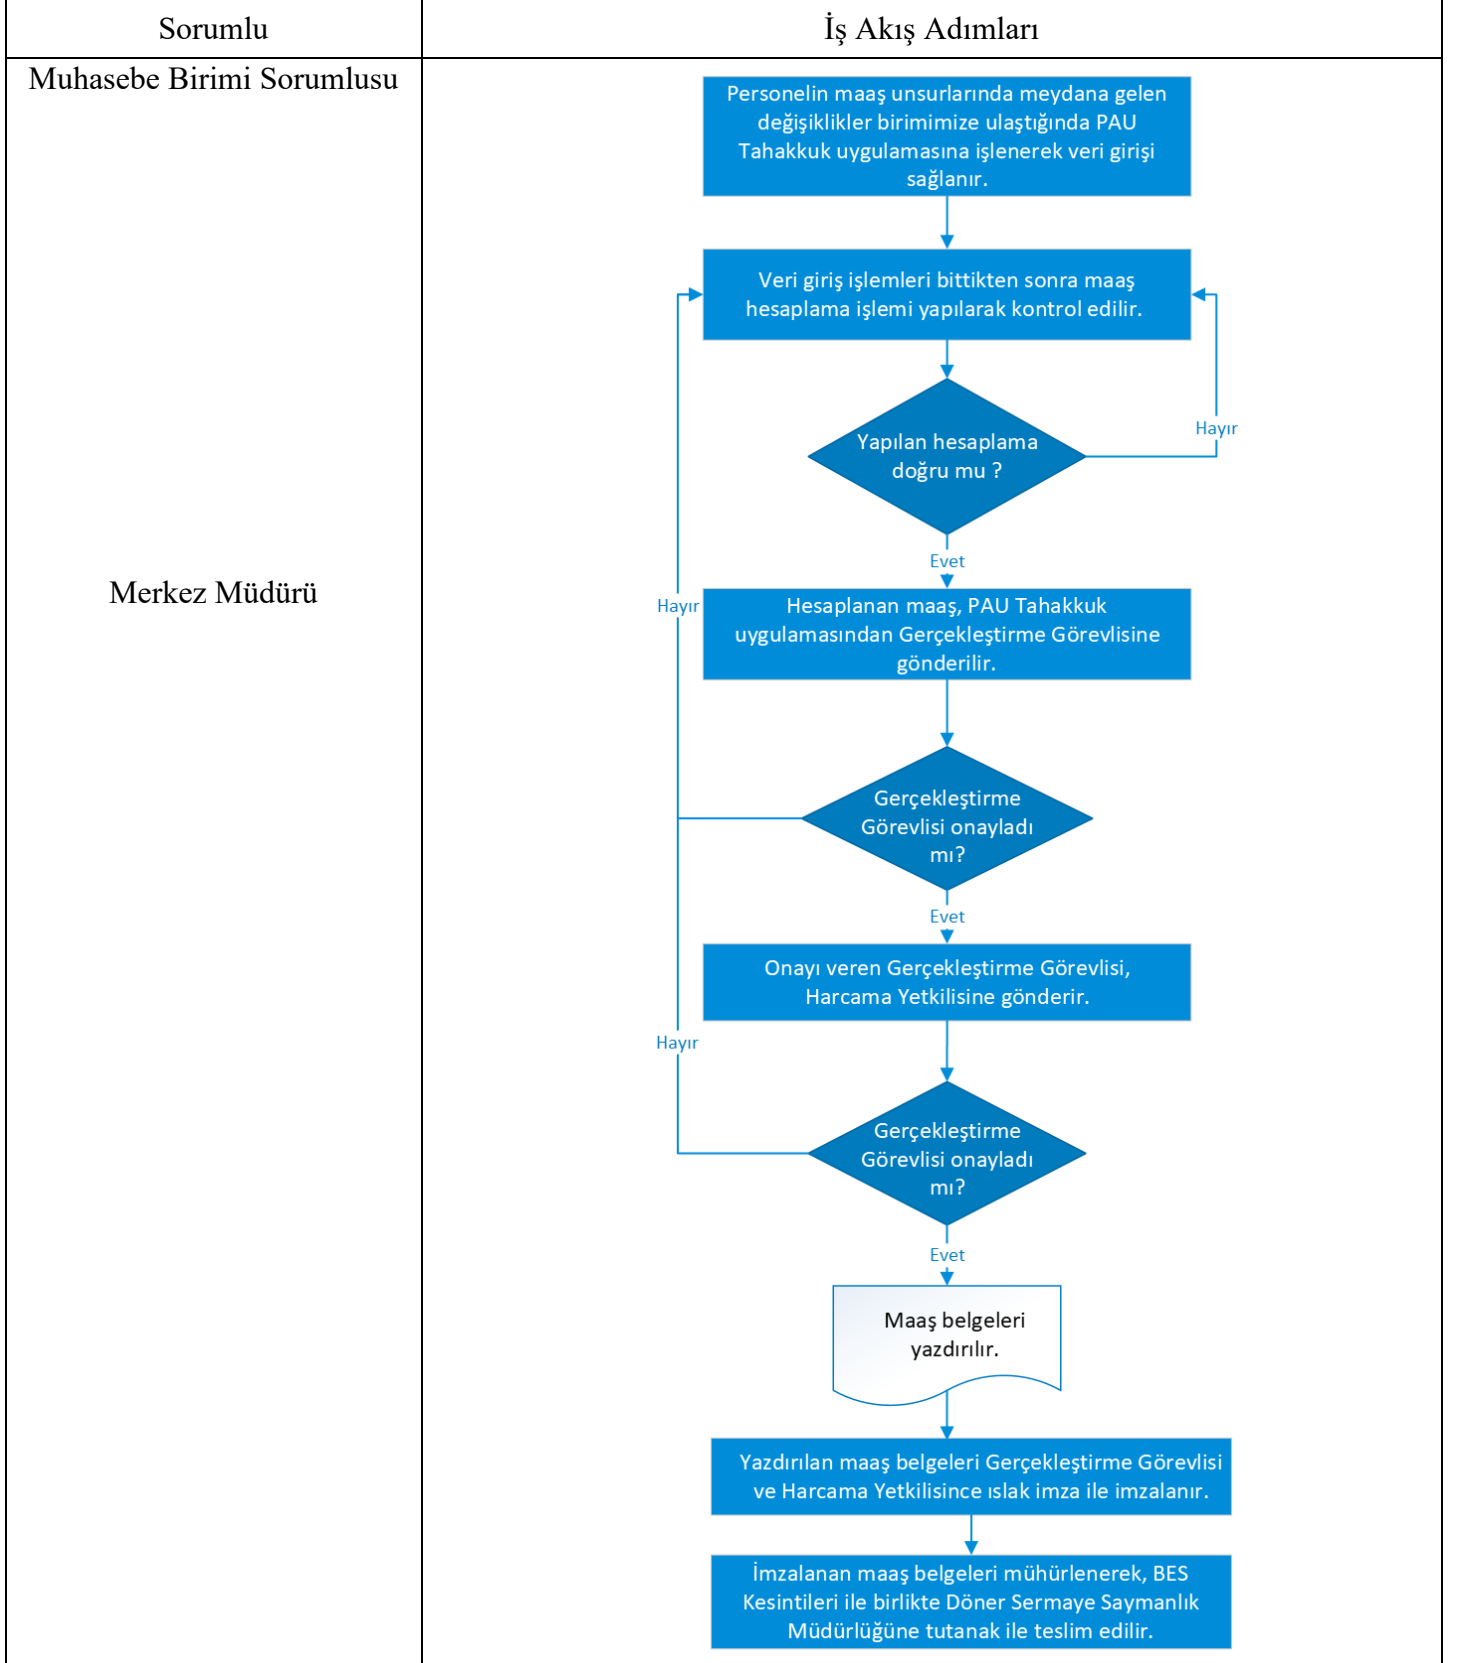 Sorumlu
İş Akış Adımları
Muhasebe Birimi Sorumlusu
Personelin maaş unsurlarında meydana gelen
değişiklikler birimimize ulaştığında PAU
Tahakkuk uygulamasına işlenerek veri girişi
sağlanır.
Veri giriş işlemleri bittikten sonra maaş
hesaplama işlemi yapılarak kontrol edilir.
Hayır
Yapılan hesaplama
doğru mu ?
Evet
Merkez Müdürü
Hayır
Hesaplanan maaş, PAU Tahakkuk
uygulamasından Gerçekleştirme Görevlisine
gönderilir.
Gerçekleştirme
Görevlisi onayladı
mı?
Evet
Onayı veren Gerçekleştirme Görevlisi,
Harcama Yetkilisine gönderir.
Hayır
Gerçekleştirme
Görevlisi onayladı
mı?
Evet
Maaş belgeleri
yazdırılır.
Yazdırılan maaş belgeleri Gerçekleştirme Görevlisi
ve Harcama Yetkilisince ıslak imza ile imzalanır.
İmzalanan maaş belgeleri mühürlenerek, BES
Kesintileri ile birlikte Döner Sermaye Saymanlık
Müdürlüğüne tutanak ile teslim edilir.